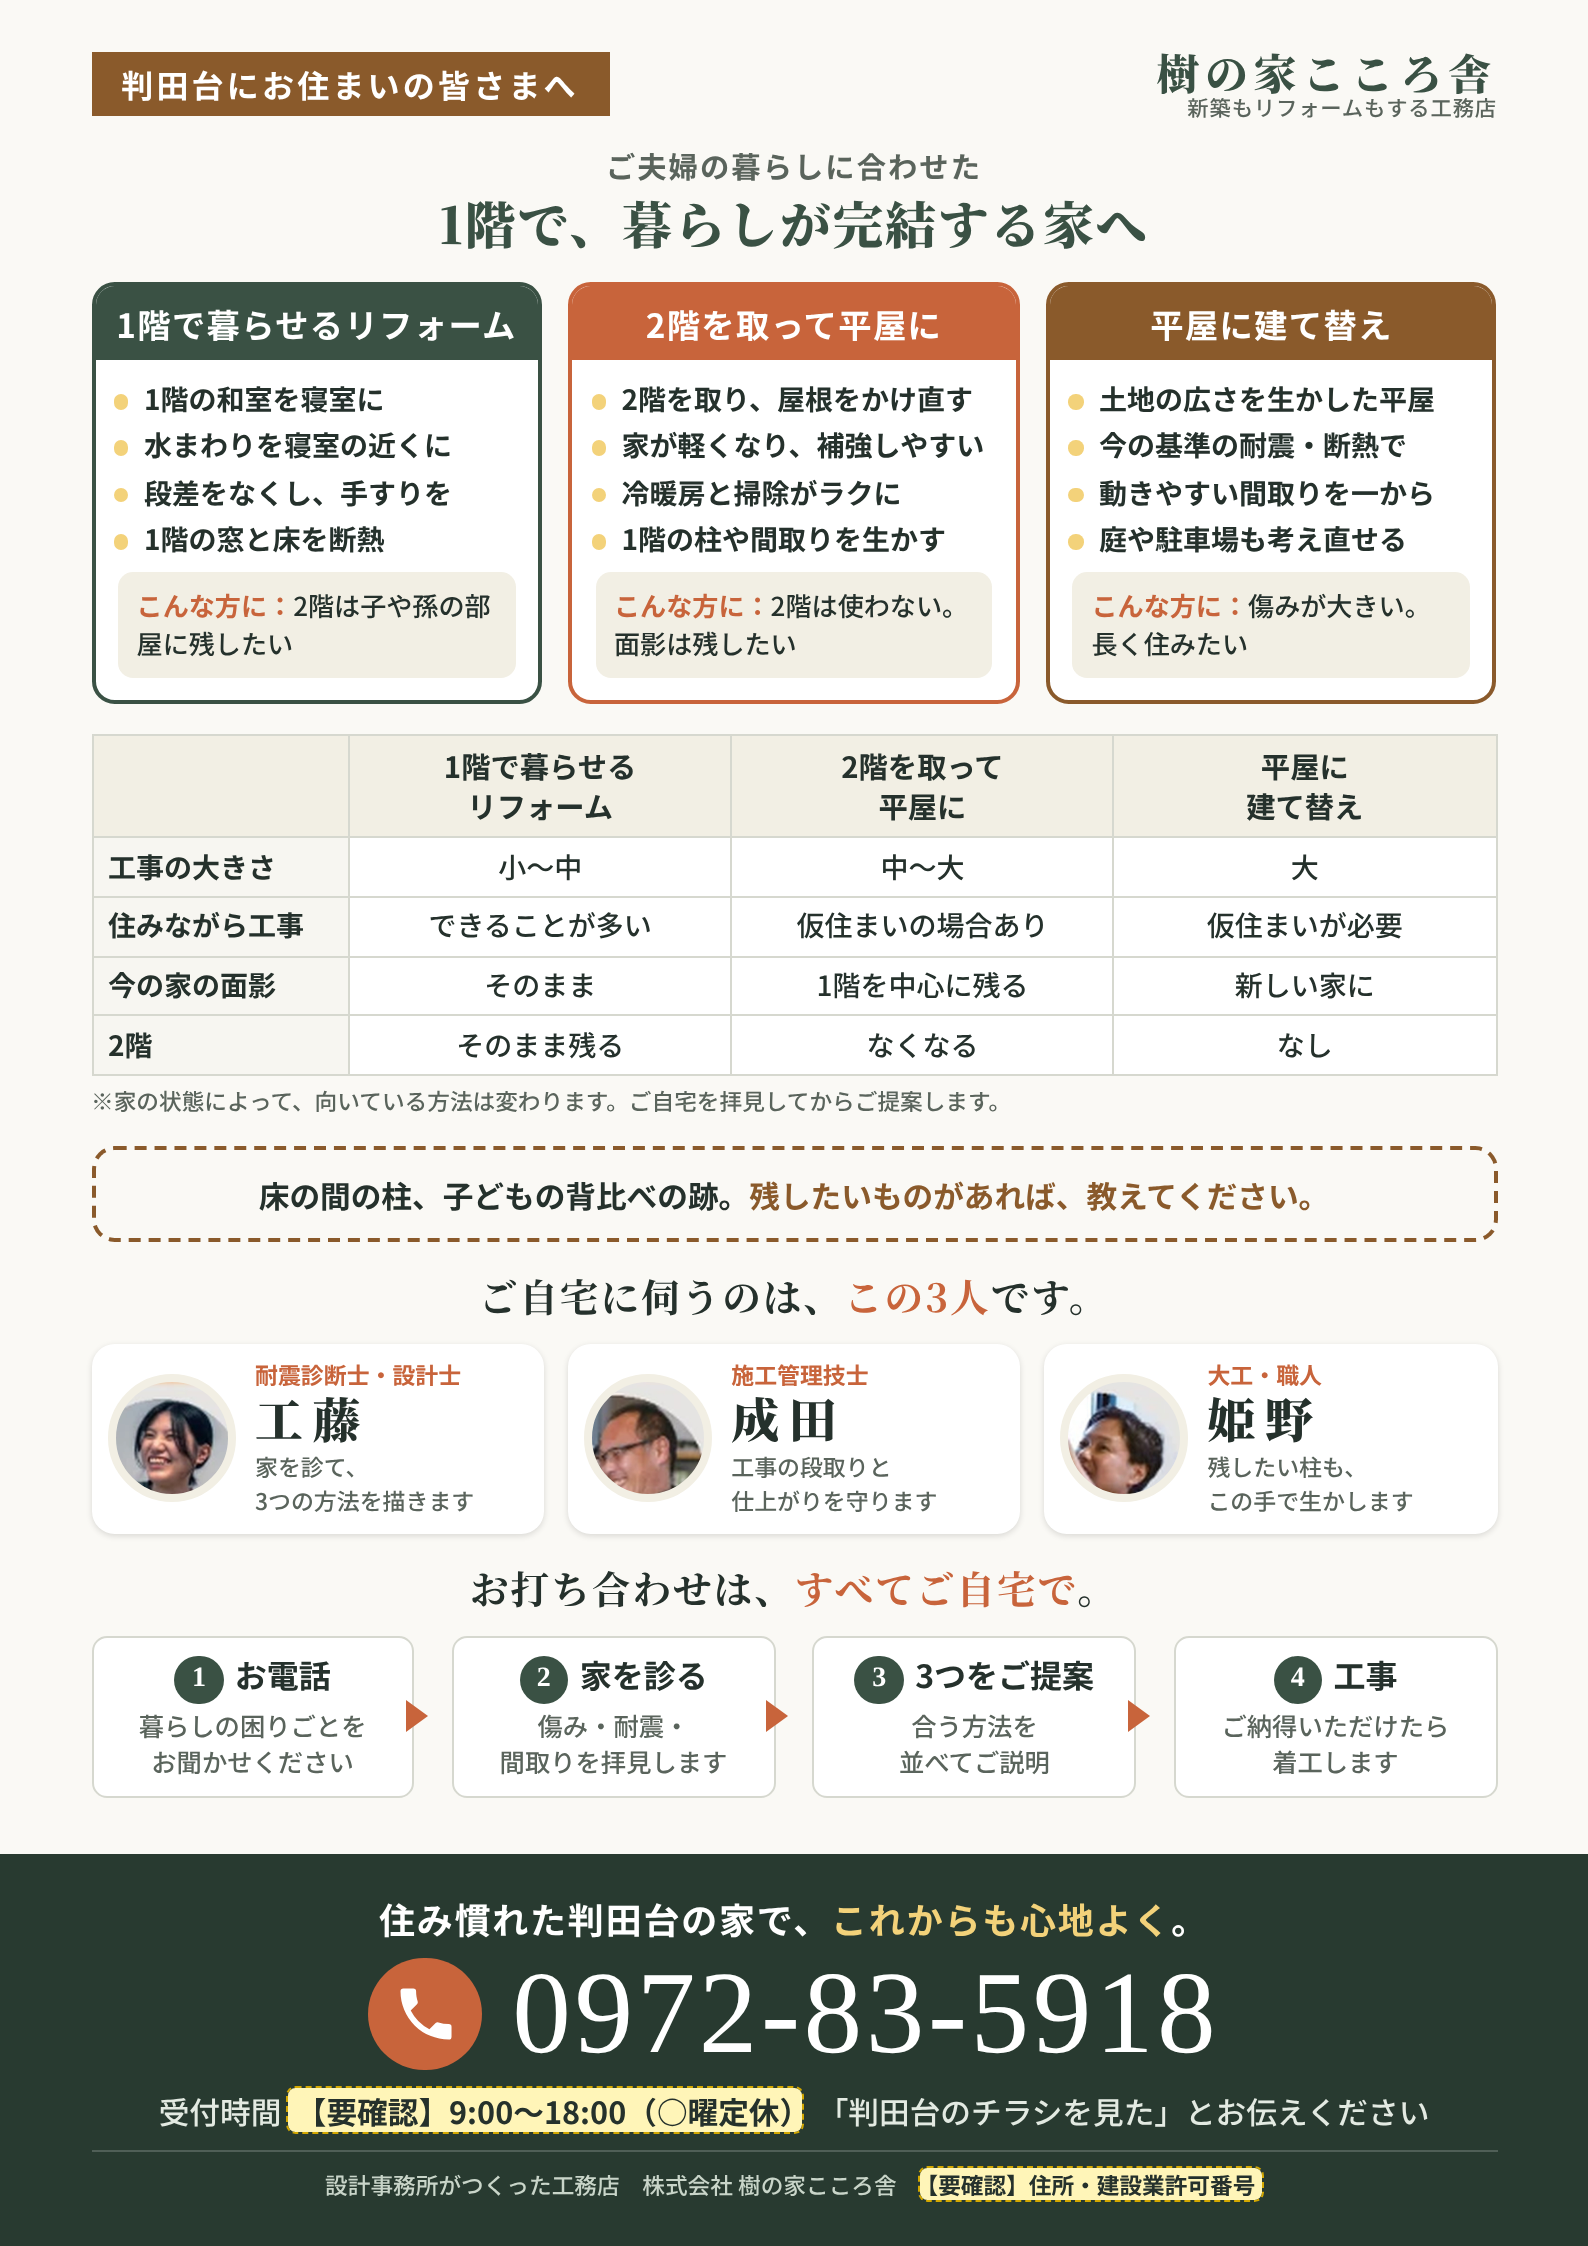 判田台にお住まいの皆さまへ
樹の家こころ舎
新築もリフォームもする工務店
ご夫婦の暮らしに合わせた
1階で、暮らしが完結する家へ
1階で暮らせるリフォーム
1階の和室を寝室に
水まわりを寝室の近くに
段差をなくし、手すりを
1階の窓と床を断熱
こんな方に：2階は子や孫の部
屋に残したい
2階を取って平屋に
2階を取り、屋根をかけ直す
家が軽くなり、補強しやすい
冷暖房と掃除がラクに
1階の柱や間取りを生かす
こんな方に：2階は使わない。
面影は残したい
平屋に建て替え
土地の広さを生かした平屋
今の基準の耐震・断熱で
動きやすい間取りを一から
庭や駐車場も考え直せる
こんな方に：傷みが大きい。
長く住みたい
1階で暮らせる
リフォーム
2階を取って
平屋に
平屋に
建て替え
工事の大きさ 小〜中 中〜大 大
住みながら工事 できることが多い 仮住まいの場合あり 仮住まいが必要
今の家の面影 そのまま 1階を中心に残る 新しい家に
2階 そのまま残る なくなる なし
※家の状態によって、向いている方法は変わります。ご自宅を拝見してからご提案します。
床の間の柱、子どもの背比べの跡。残したいものがあれば、教えてください。
ご自宅に伺うのは、この3人です。
耐震診断士・設計士
工藤
家を診て、
3つの方法を描きます
施工管理技士
成田
工事の段取りと
仕上がりを守ります
大工・職人
姫野
残したい柱も、
この手で生かします
お打ち合わせは、すべてご自宅で。
1 お電話
暮らしの困りごとを
お聞かせください
2 家を診る
傷み・耐震・
間取りを拝見します
3 3つをご提案
合う方法を
並べてご説明
4 工事
ご納得いただけたら
着工します
住み慣れた判田台の家で、これからも心地よく。
0972-83-5918
受付時間【要確認】9:00〜18:00（〇曜定休） 「判田台のチラシを見た」とお伝えください
設計事務所がつくった工務店 株式会社 樹の家こころ舎 【要確認】住所・建設業許可番号